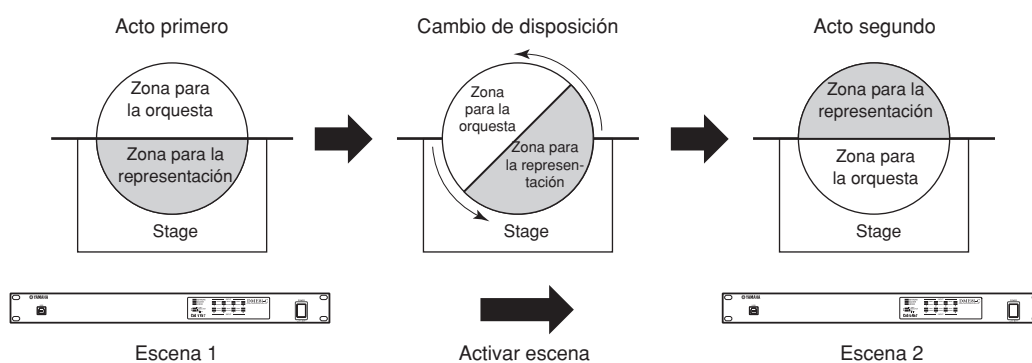 Acto primero
Cambio de disposición
Acto segundo
Zona para
la orquesta
Zona para la
representación
Stage
Zona
para la
orquesta
Zona para
la represen-
tación
Stage
Zona para la
representación
Zona para
la orquesta
Stage
YAMAHA
YAMAHA
Escena 1
Activar escena
Escena 2